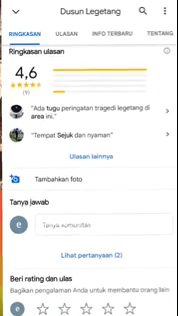 Dusun Legetang
RINGKASAN
ULASAN
INFO TERBARU
TENTANG
Ringkasan ulasan
4,6
(9)
"Ada tugu peringatan tragedi legetang di
area ini."
"Tempat Sejuk dan nyaman"
Ulasan lainnya
Tambahkan foto
Tanya jawab
e
Tanya komunitas
Lihat pertanyaan (2)
Beri rating dan ulas
Bagikan pengalaman Anda untuk membantu orang lain
e